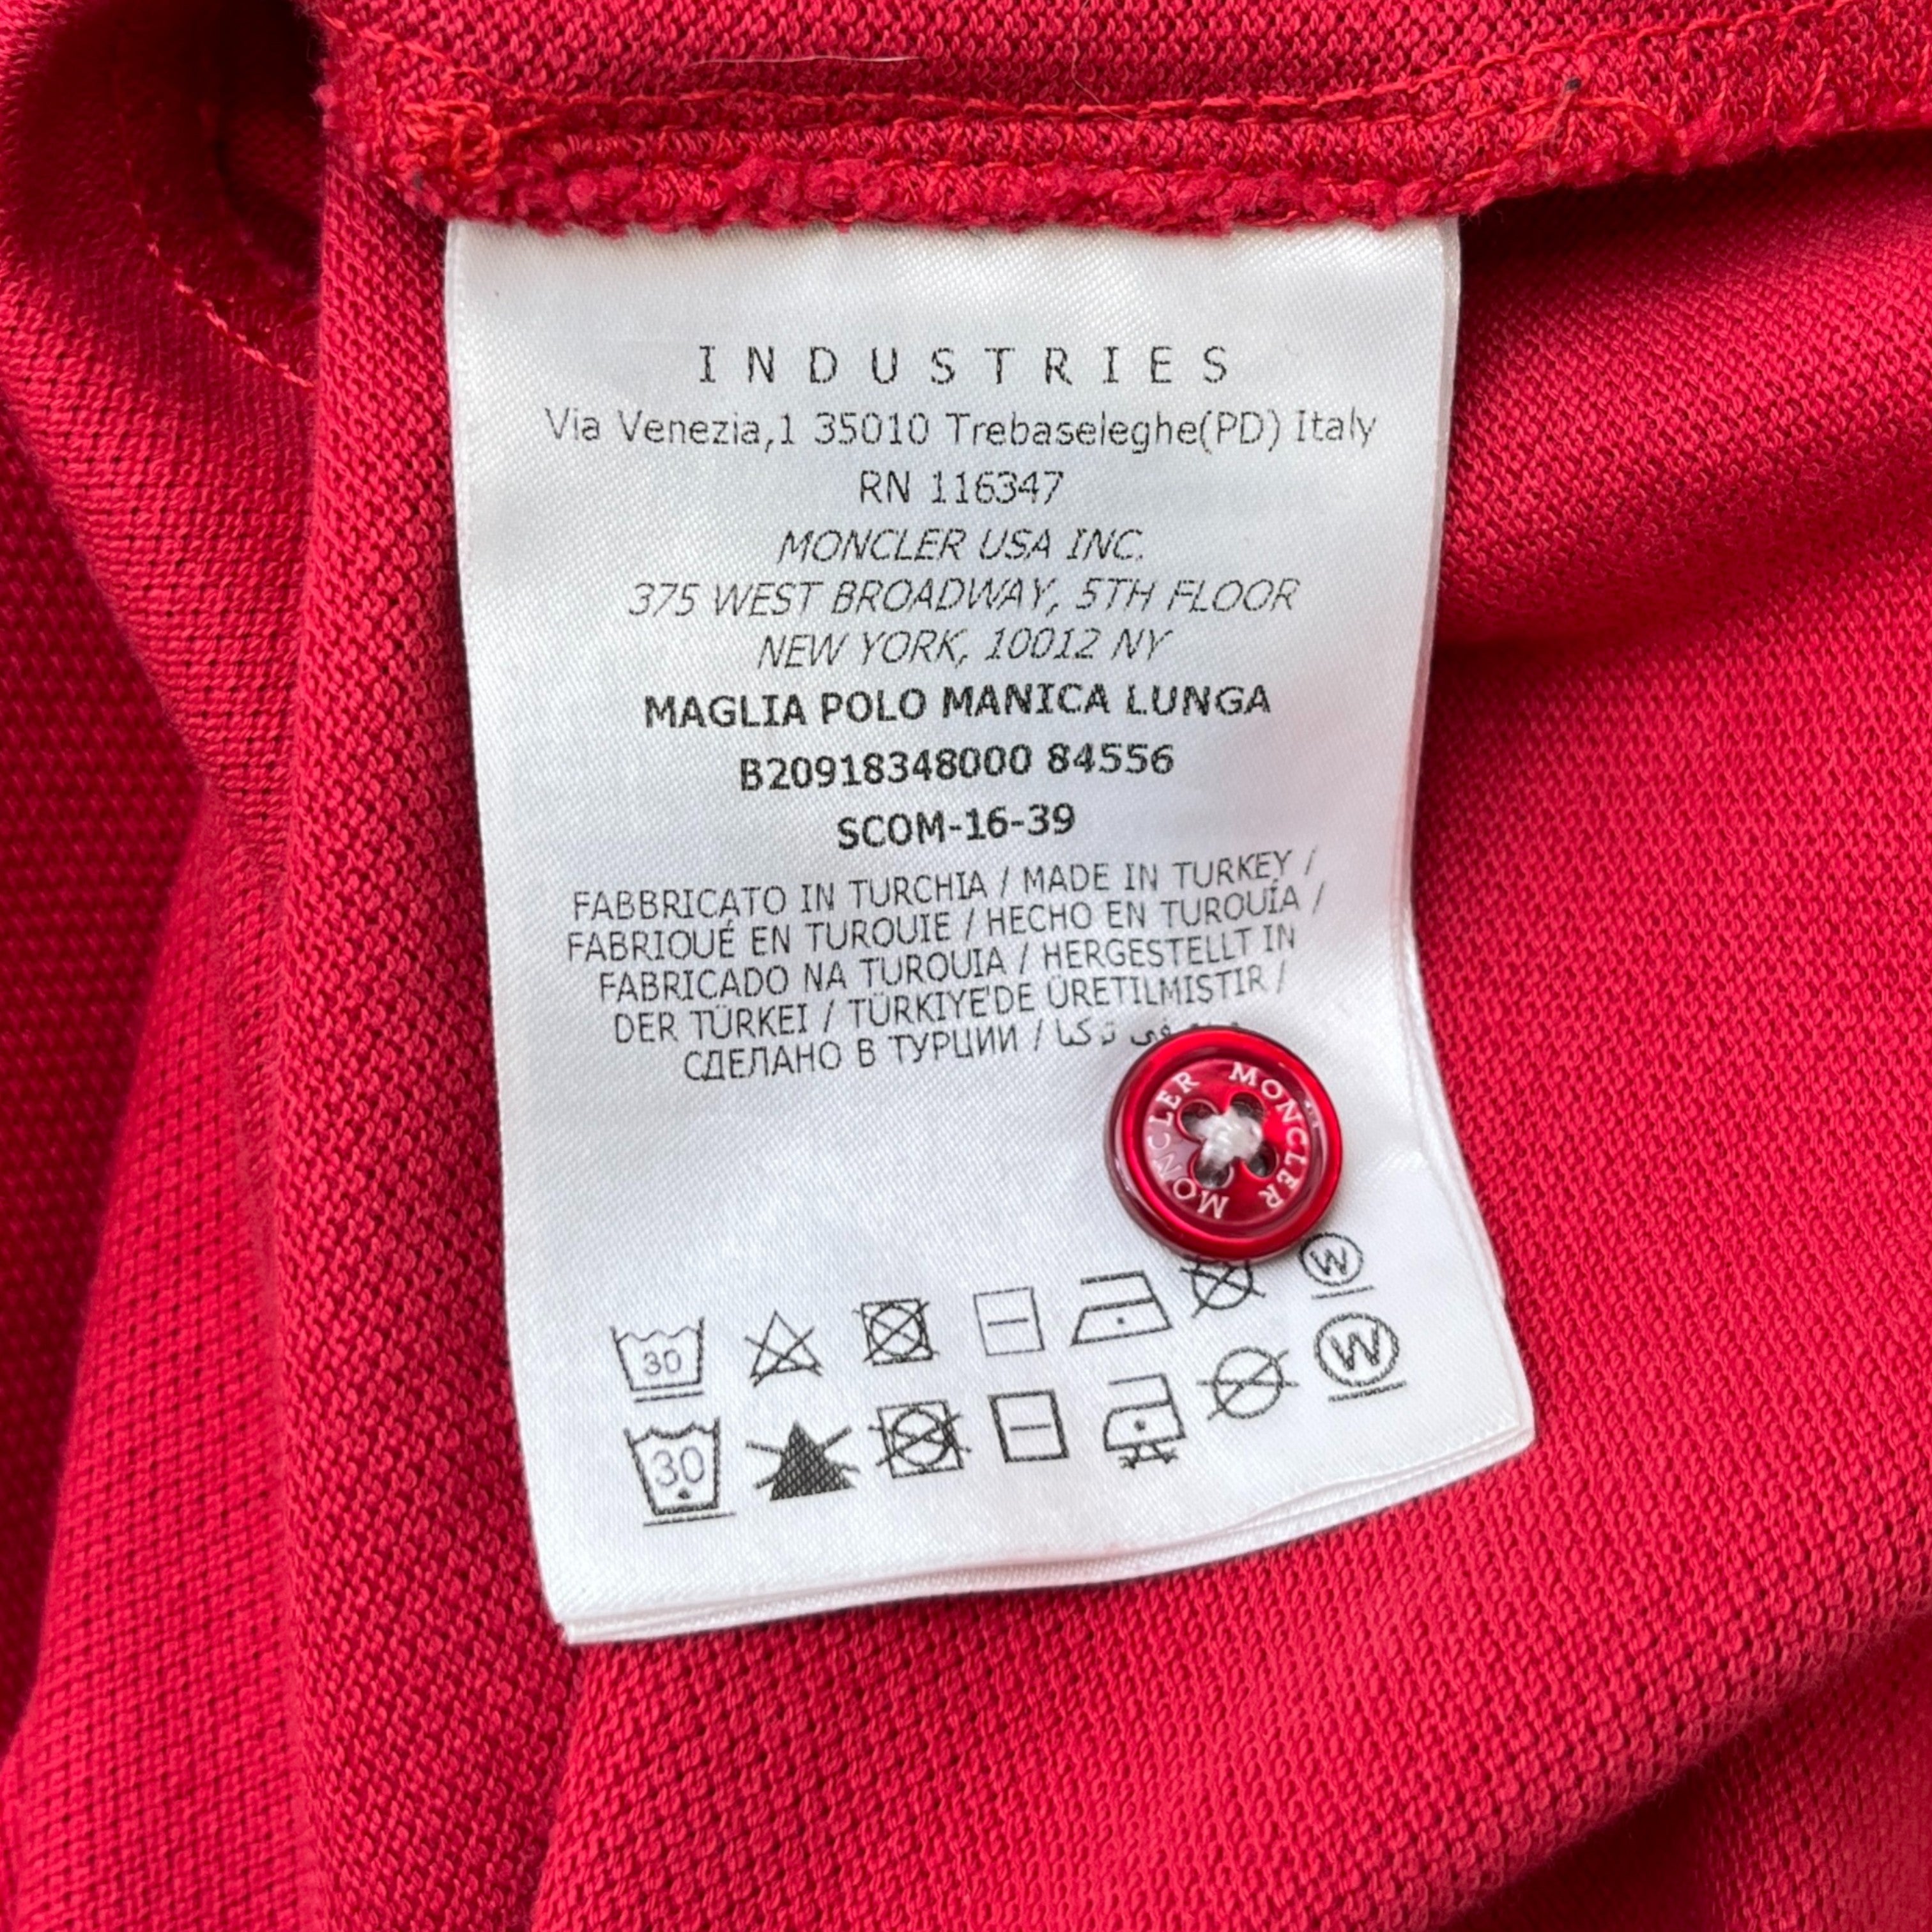 INDUSTRIES
Via Venezia,1 35010 Trebaseleghe(PD) Italy
RN 116347
MONCLER USA INC.
375 WEST BROADWAY, 5TH FLOOR
NEW YORK, 10012 NY
MAGLIA POLO MANICA LUNGA
B20918348000 84556
SCOM-16-39
FABBRICATO IN TURCHIA / MADE IN TURKEY /
FABRIQUÉ EN TURQUIE / HECHO EN TURQUÍA /
FABRICADO NA TURQUIA / HERGESTELLT IN
DER TÜRKEI / TÜRKIYE'DE ÜRETILMISTIR /
СДЕЛАНО В ТУРЦИИ /
MONCLER MONCLER
W
30
W
30